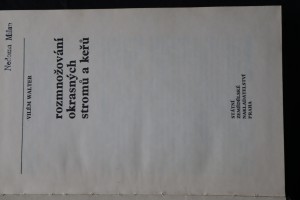 VILÉM WALTER
rozmnožování
okrasných
stromů a keřů
STÁTNÍ
ZEMĚDĚLSKÉ
NAKLADATELSTVÍ
PRAHA